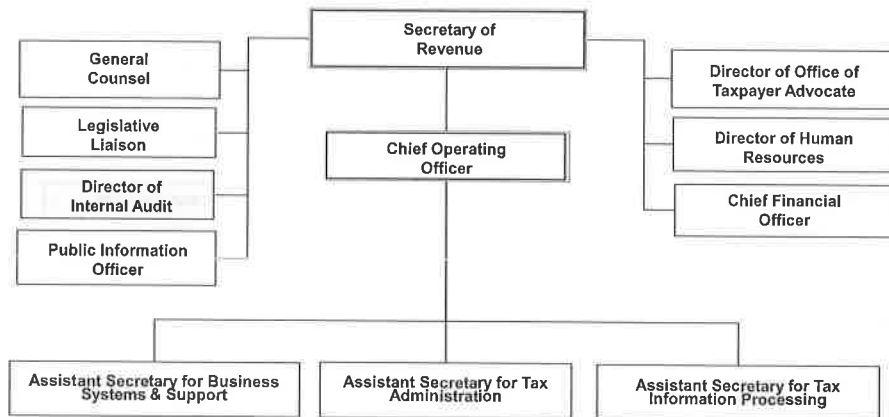 Secretary of
Revenue
General
Counsel
Legislative
Liaison
Director of
Internal Audit
Public Information
Officer
Chief Operating
Officer
Director of Office of
Taxpayer Advocate
Director of Human
Resources
Chief Financial
Officer
Assistant Secretary for Business
Systems & Support
Assistant Secretary for Tax
Administration
Assistant Secretary for Tax
Information Processing